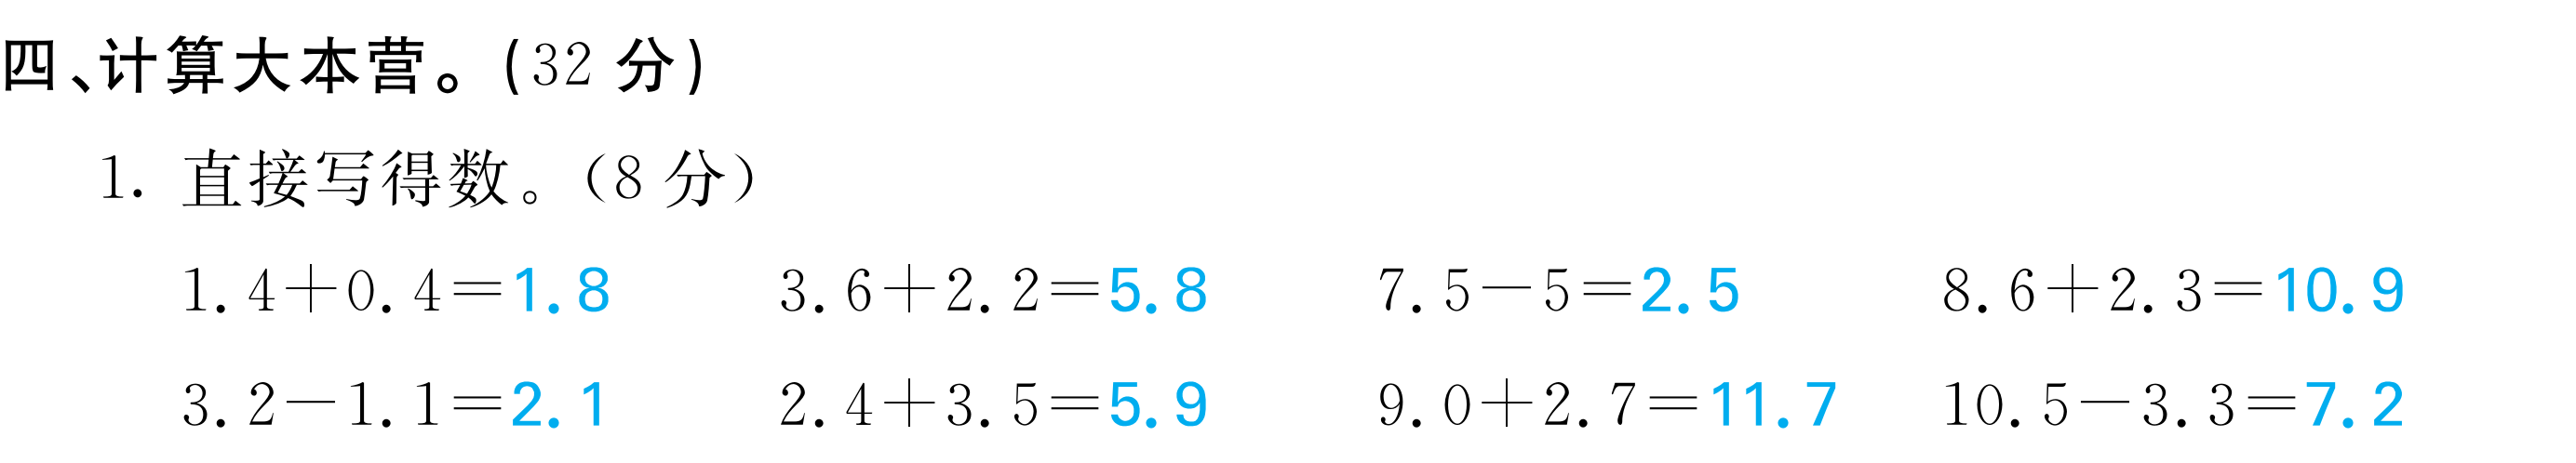 四、计算大本营。(32 分)
1. 直接写得数。(8 分)
1.4+0.4=1.8 3.6+2.2=5.8 7.5-5=2.5 8.6+2.3=10.9
3.2-1.1=2.1 2.4+3.5=5.9 9.0+2.7=11.7 10.5-3.3=7.2